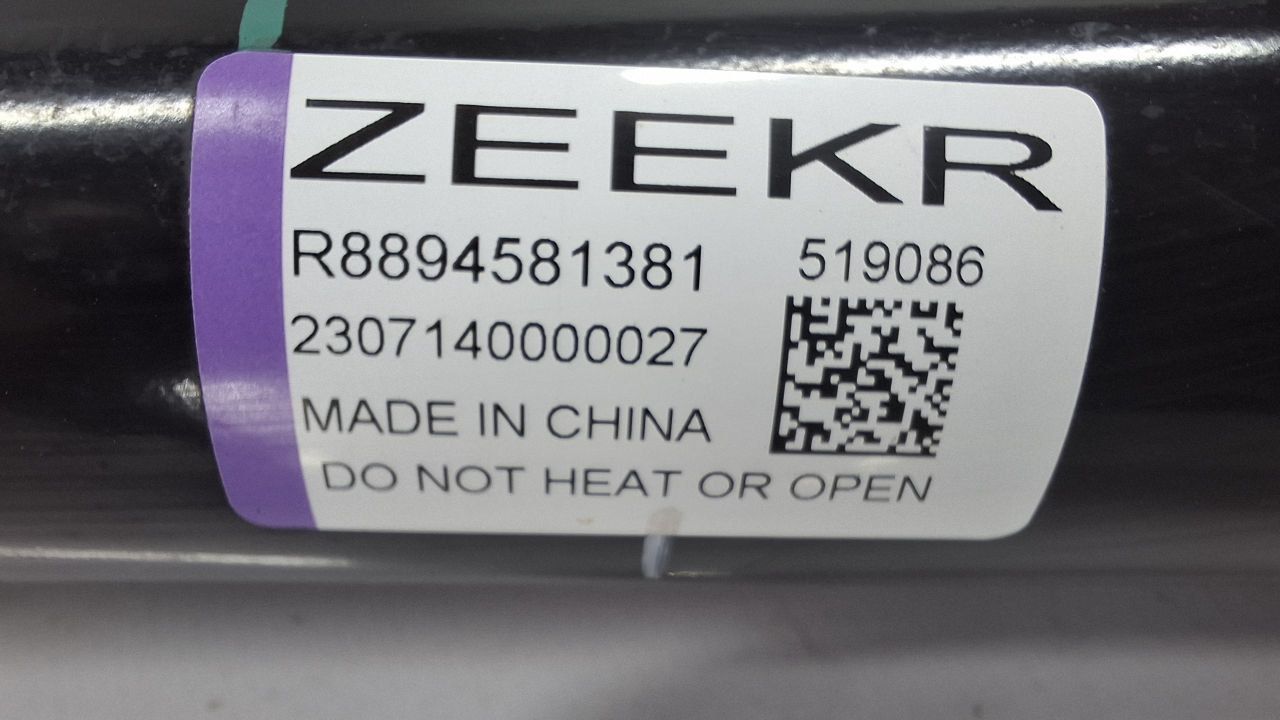 ZEEKR
R8894581381 519086
2307140000027
MADE IN CHINA
DO NOT HEAT OR OPEN